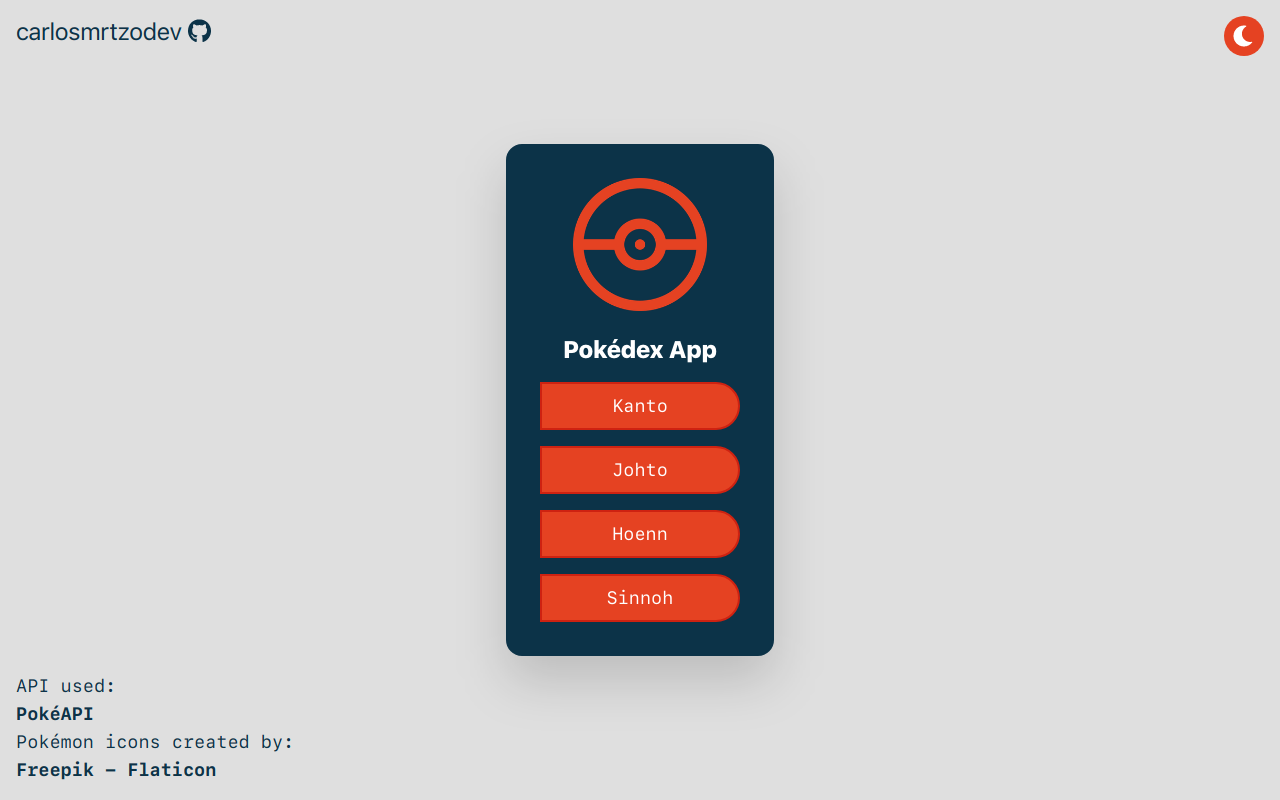 carlosmrtzodev
Pokédex App
Kanto
Johto
Hoenn
Sinnoh
API used:
PokéAPI
Pokémon icons created by:
Freepik – Flaticon